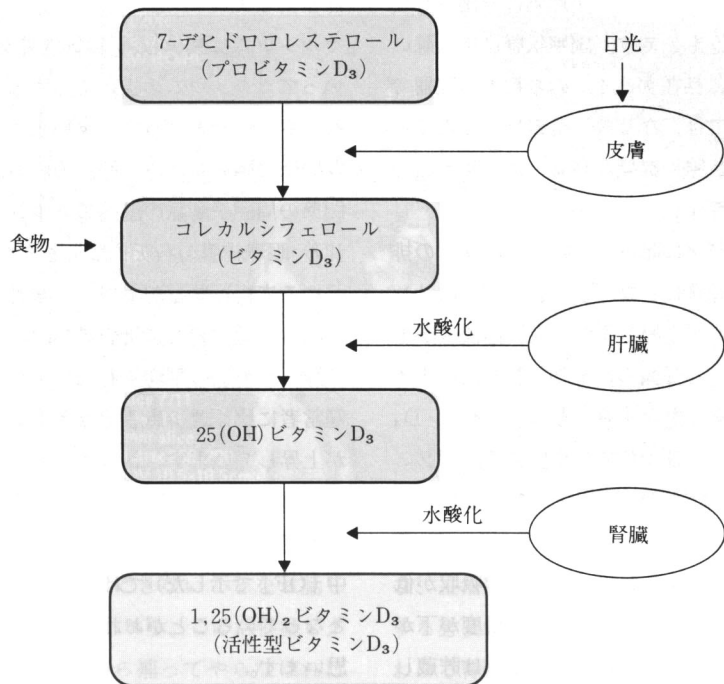 7-デヒドロコレステロール
(プロビタミンD₃)
日光
皮膚
食物
コレカルシフェロール
(ビタミンD₃)
水酸化
肝臓
25(OH)ビタミンD₃
水酸化
腎臓
1,25(OH)₂ビタミンD₃
(活性型ビタミンD₃)